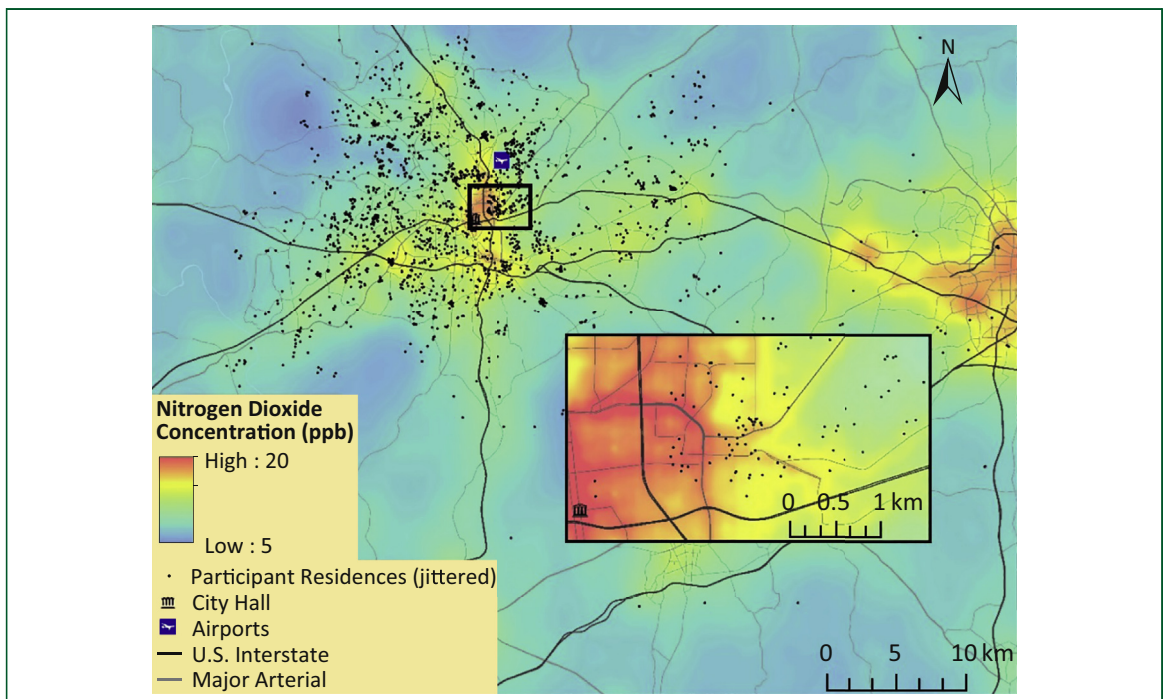 N
Nitrogen Dioxide
Concentration (ppb)
High : 20
Low : 5
Participant Residences (jittered)
City Hall
Airports
U.S. Interstate
Major Arterial
0 0.5 1 km
0 5 10 km